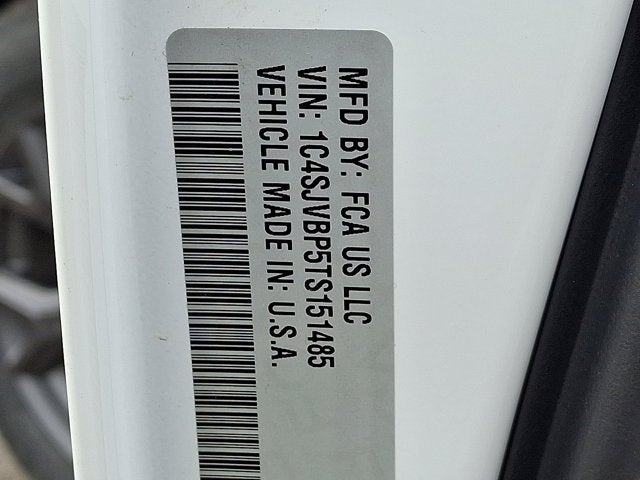 MFD BY: FCA US LLC
VIN: 1C4SJVBP5TS151485
VEHICLE MADE IN: U.S.A.